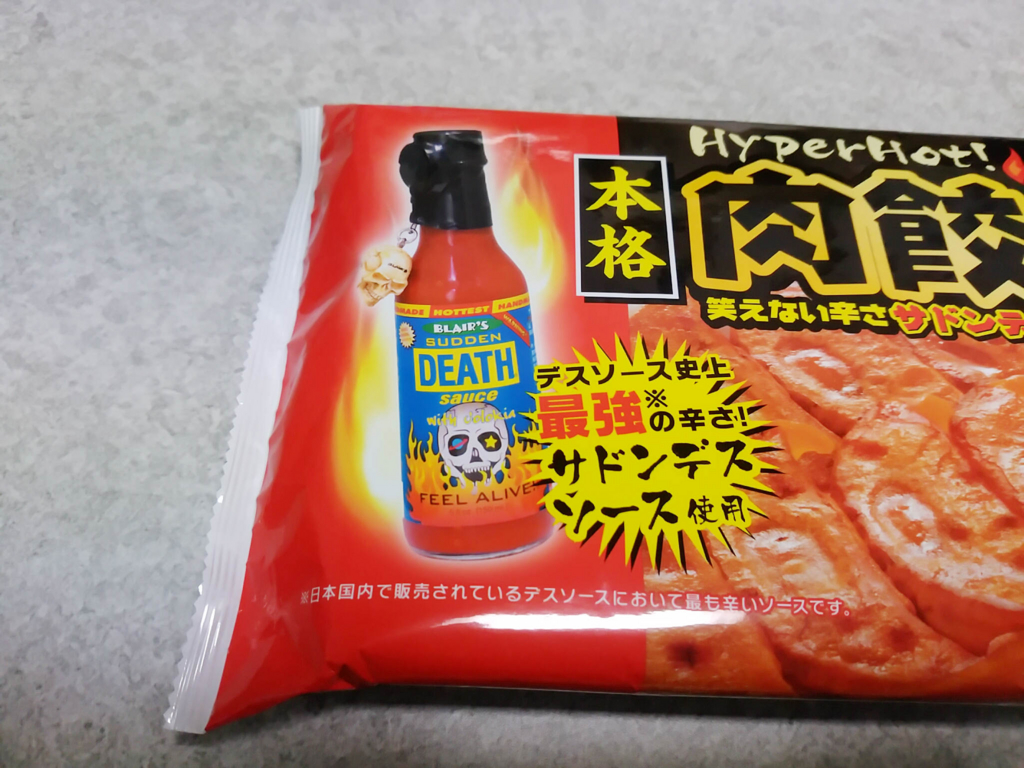 HyperHot!
本格
肉餃
笑えない辛さサドンデ
HOTTEST
BLAIR'S
SUDDEN
DEATH
sauce
with Jolokia
FEEL ALIVE
デスソース史上
最強※の辛さ!
サドンデス
ソース使用
※日本国内で販売されているデスソースにおいて最も辛いソースです。